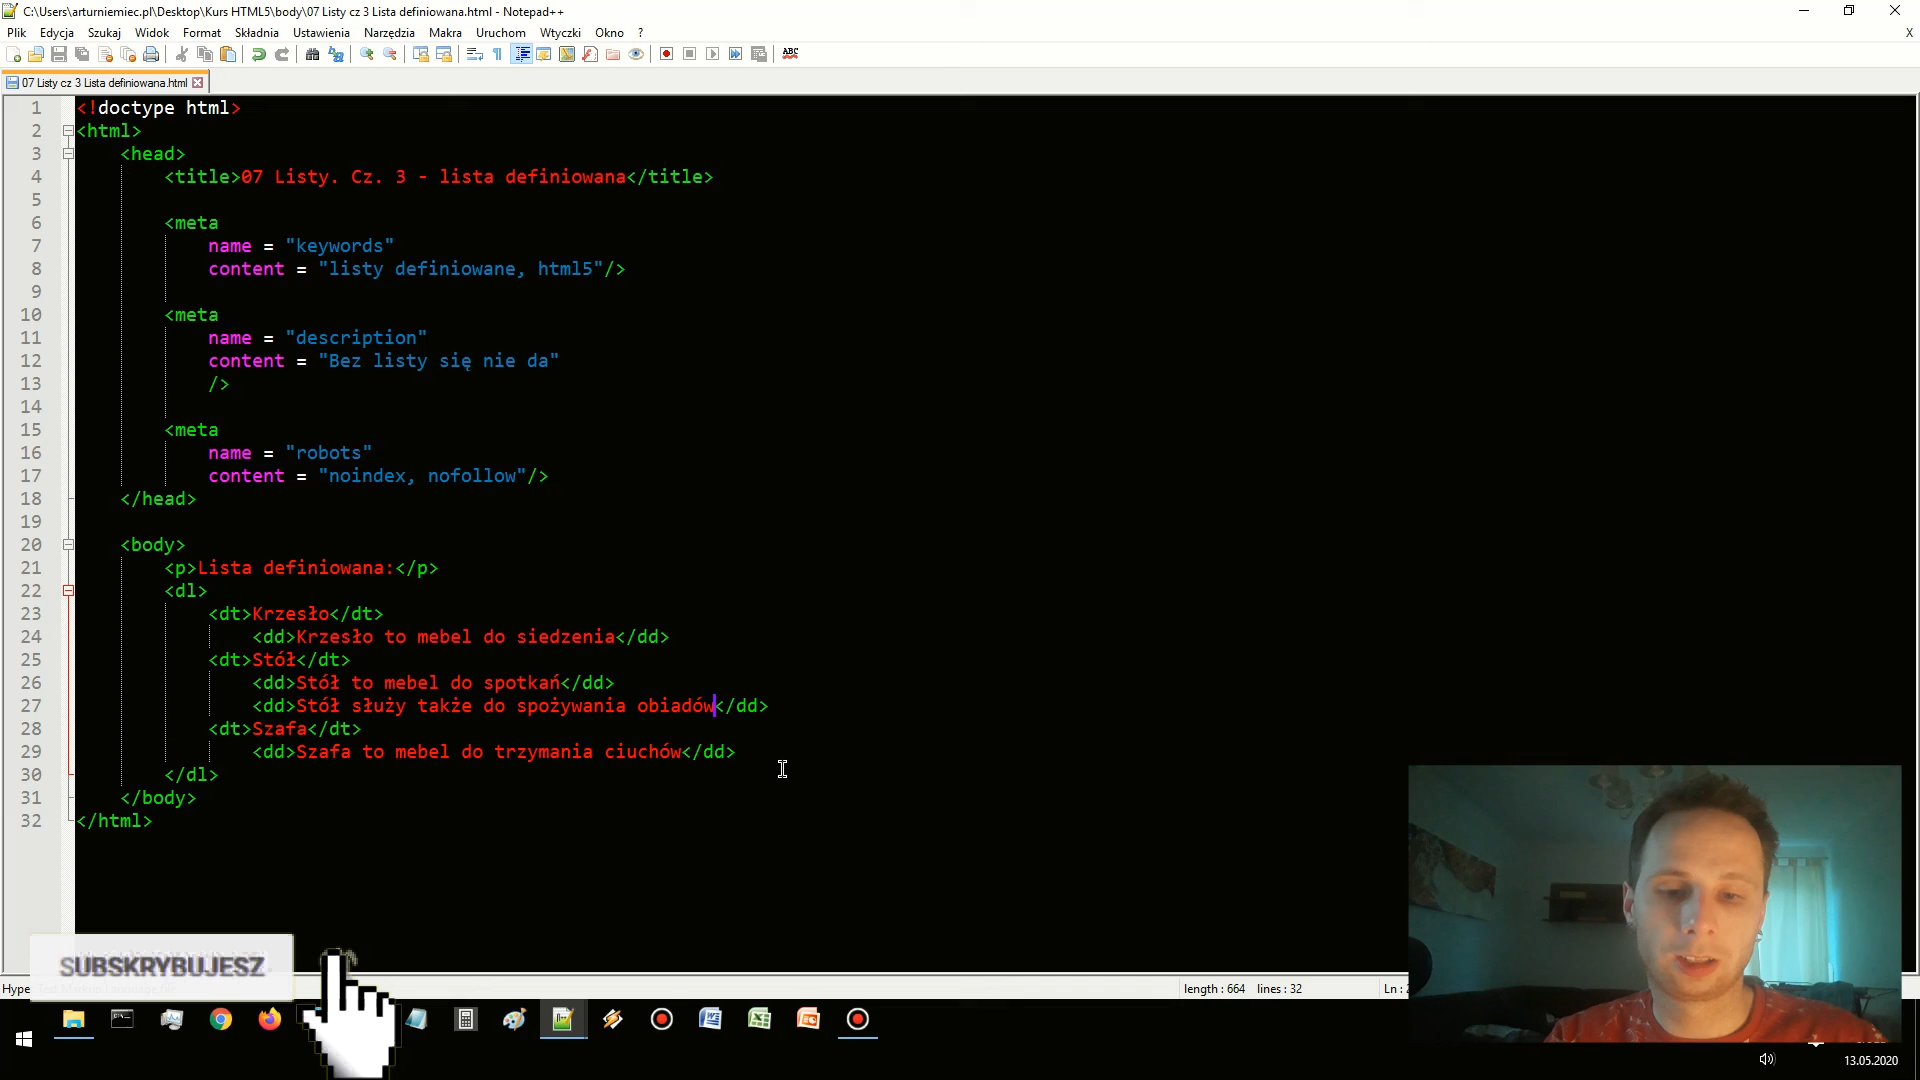 C:\Users\arturniemiec.pl\Desktop\Kurs HTML5\body\07 Listy cz 3 Lista definiowana.html - Notepad++
Plik Edycja Szukaj Widok Format Składnia Ustawienia Narzędzia Makra Uruchom Wtyczki Okno ? X
07 Listy cz 3 Lista definiowana.html
1 <!doctype html>
2 <html>
3 <head>
4 <title>07 Listy. Cz. 3 - lista definiowana</title>
5
6 <meta
7 name = "keywords"
8 content = "listy definiowane, html5"/>
9
10 <meta
11 name = "description"
12 content = "Bez listy się nie da"
13 />
14
15 <meta
16 name = "robots"
17 content = "noindex, nofollow"/>
18 </head>
19
20 <body>
21 <p>Lista definiowana:</p>
22 <dl>
23 <dt>Krzesło</dt>
24 <dd>Krzesło to mebel do siedzenia</dd>
25 <dt>Stół</dt>
26 <dd>Stół to mebel do spotkań</dd>
27 <dd>Stół służy także do spożywania obiadów</dd>
28 <dt>Szafa</dt>
29 <dd>Szafa to mebel do trzymania ciuchów</dd>
30 </dl>
31 </body>
32 </html>
SUBSKRYBUJESZ
Hype length : 664 lines : 32 Ln :
13.05.2020